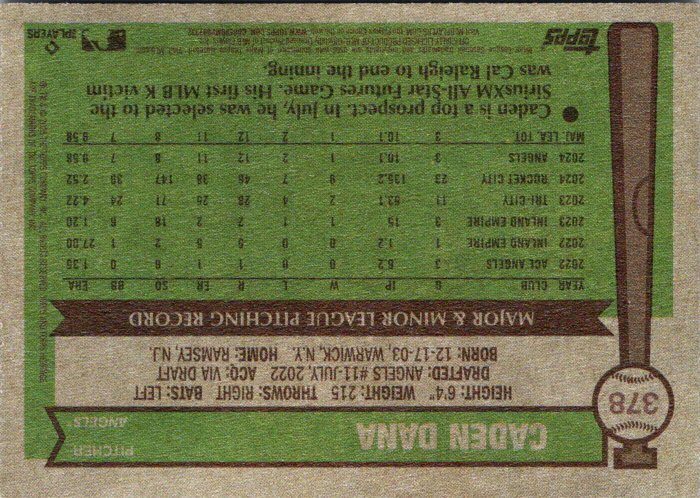 378
CADEN DANA
PITCHER
ANGELS
HEIGHT: 6'4" WEIGHT: 215 THROWS: RIGHT BATS: LEFT
DRAFTED: ANGELS #11-JULY, 2022 ACQ: VIA DRAFT
BORN: 12-17-03, WARWICK, N.Y. HOME: RAMSEY, N.J.
MAJOR & MINOR LEAGUE PITCHING RECORD
YEAR CLUB G IP W L R ER SO BB ERA
2022 ACL ANGELS 3 6.2 0 0 1 1 6 0 1.35
2022 INLAND EMPIRE 1 1.2 0 0 5 5 2 1 27.00
2023 INLAND EMPIRE 3 15 1 1 2 2 18 6 1.20
2023 TRI-CITY 11 53.1 2 4 28 25 71 24 4.22
2024 ROCKET CITY 23 135.2 9 7 46 38 147 39 2.52
2024 ANGELS 3 10.1 1 2 12 11 8 7 9.58
MAJ. LEA. TOT. 3 10.1 1 2 12 11 8 7 9.58
● Caden is a top prospect. In July, he was selected to the
SiriusXM All-Star Futures Game. His first MLB K victim
was Cal Raleigh to end the inning.
topps
PLAYERS